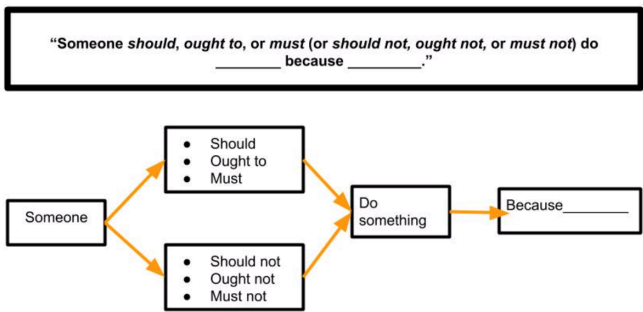 “Someone should, ought to, or must (or should not, ought not, or must not) do
________ because _________.”
Someone
● Should
● Ought to
● Must
● Should not
● Ought not
● Must not
Do
something
Because________